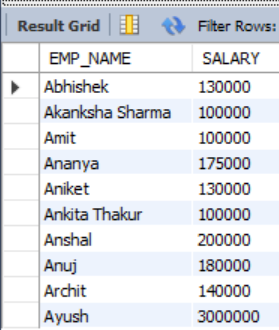 Result Grid Filter Rows:
EMP_NAME SALARY
Abhishek 130000
Akanksha Sharma 100000
Amit 100000
Ananya 175000
Aniket 130000
Ankita Thakur 100000
Anshal 200000
Anuj 180000
Archit 140000
Ayush 3000000